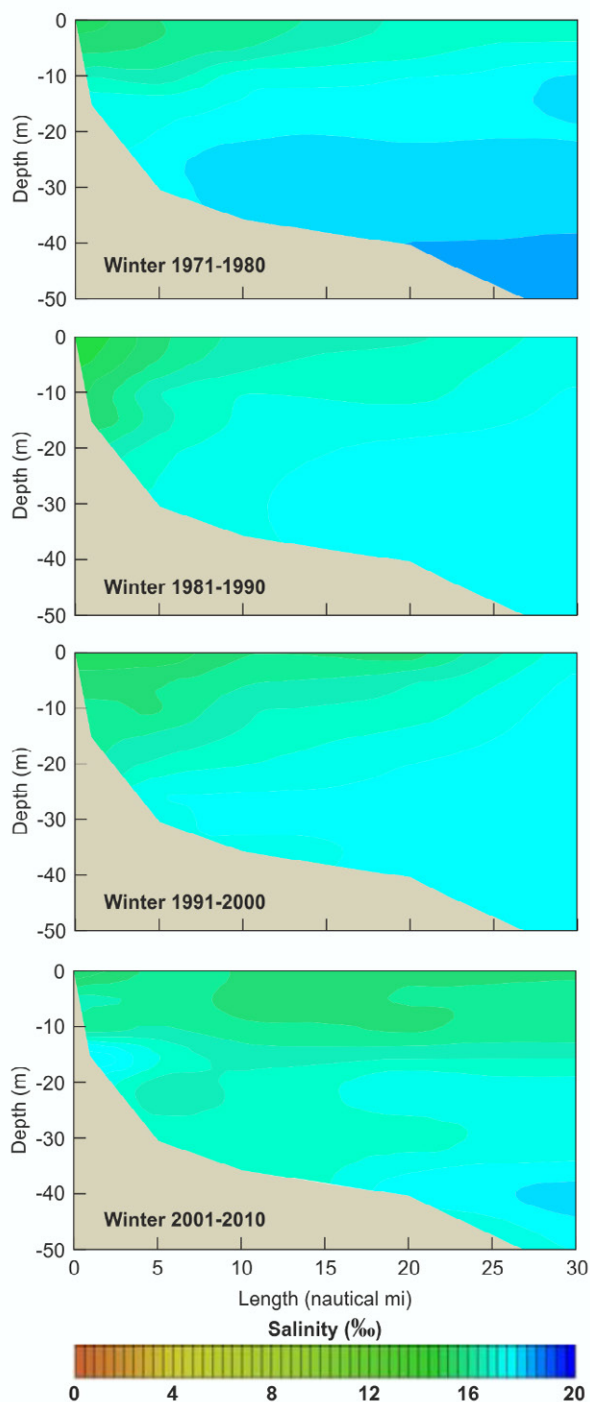 0
-10
-20
-30
-40
-50
Depth (m)
Winter 1971-1980
0
-10
-20
-30
-40
-50
Depth (m)
Winter 1981-1990
0
-10
-20
-30
-40
-50
Depth (m)
Winter 1991-2000
0
-10
-20
-30
-40
-50
Depth (m)
Winter 2001-2010
0 5 10 15 20 25 30
Length (nautical mi)
Salinity (‰)
0 4 8 12 16 20